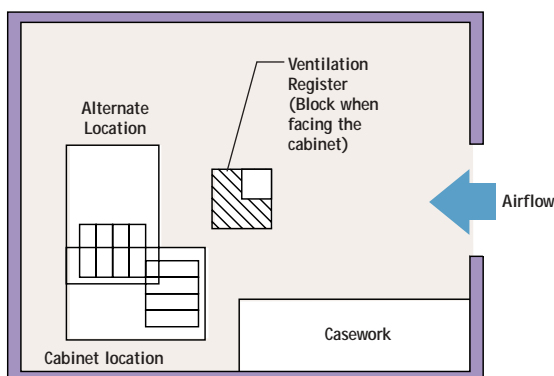 Ventilation
Register
(Block when
facing the
cabinet)
Alternate
Location
Airflow
Casework
Cabinet location